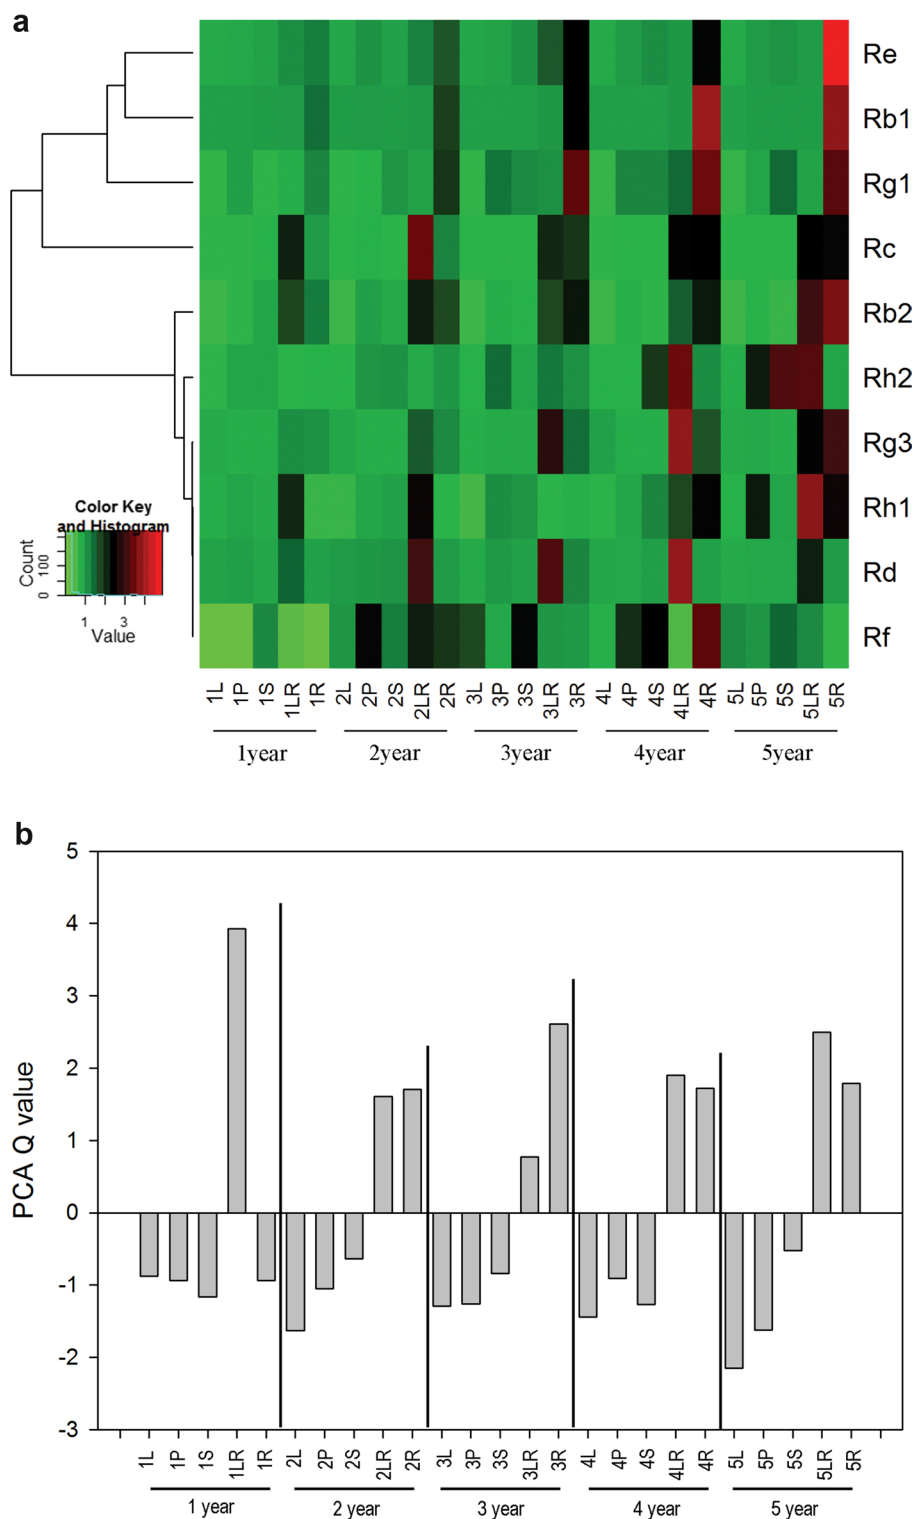 a
Re
Rb1
Rg1
Rc
Rb2
Rh2
Rg3
Rh1
Rd
Rf
Color Key
and Histogram
Count
0 100
1 3
Value
1L 1P 1S 1LR 1R 2L 2P 2S 2LR 2R 3L 3P 3S 3LR 3R 4L 4P 4S 4LR 4R 5L 5P 5S 5LR 5R
1year 2year 3year 4year 5year
b
PCA Q value
5
4
3
2
1
0
-1
-2
-3
1L 1P 1S 1LR 1R 2L 2P 2S 2LR 2R 3L 3P 3S 3LR 3R 4L 4P 4S 4LR 4R 5L 5P 5S 5LR 5R
1 year 2 year 3 year 4 year 5 year